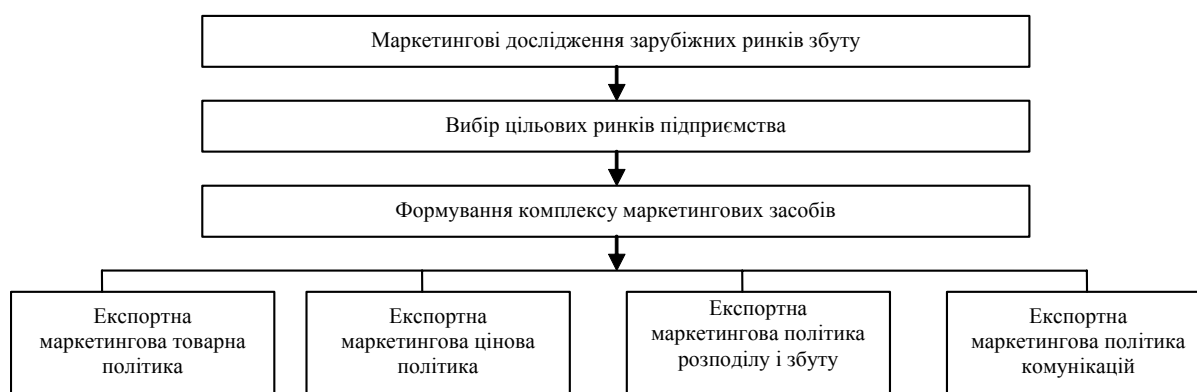 Маркетингові дослідження зарубіжних ринків збуту
Вибір цільових ринків підприємства
Формування комплексу маркетингових засобів
Експортна
маркетингова товарна
політика
Експортна
маркетингова цінова
політика
Експортна
маркетингова політика
розподілу і збуту
Експортна
маркетингова політика
комунікацій